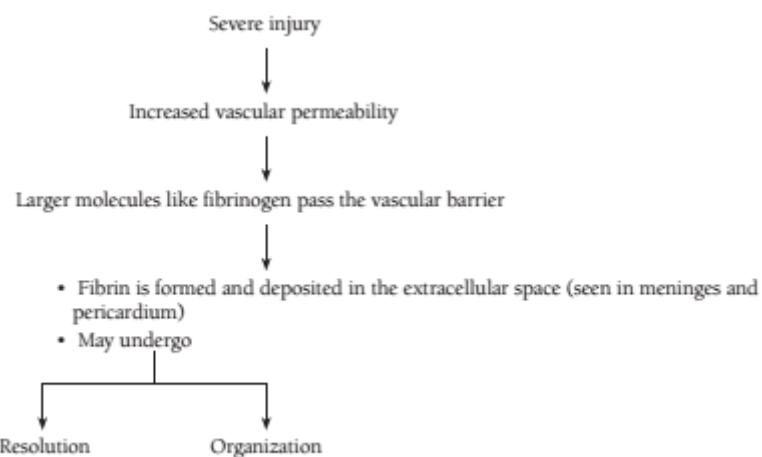 Severe injury
Increased vascular permeability
Larger molecules like fibrinogen pass the vascular barrier
• Fibrin is formed and deposited in the extracellular space (seen in meninges and
pericardium)
• May undergo
Resolution Organization